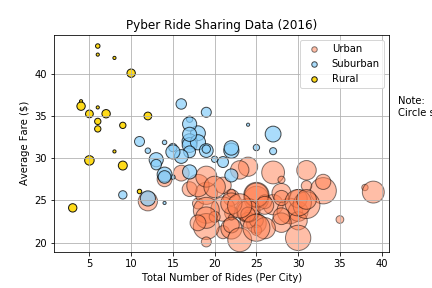 Pyber Ride Sharing Data (2016)
Urban
Suburban
Rural
40
35
30
25
20
Average Fare ($)
5
10
15
20
25
30
35
40
Total Number of Rides (Per City)
Note:
Circle s